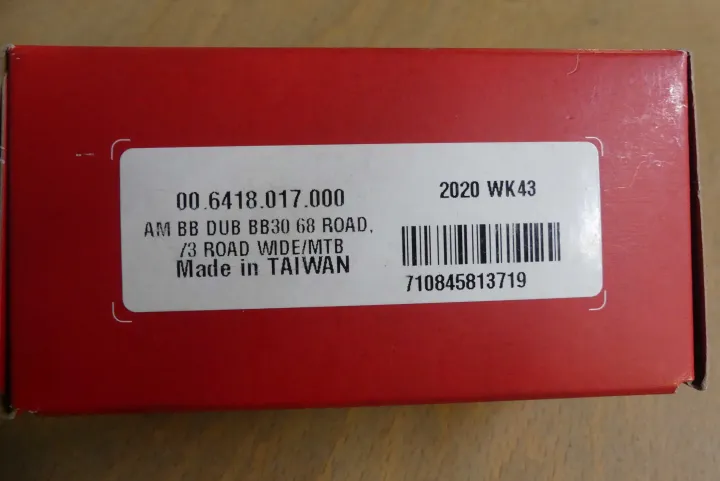 00.6418.017.000
AM BB DUB BB30 68 ROAD,
/3 ROAD WIDE/MTB
Made in TAIWAN
2020 WK43
710845813719